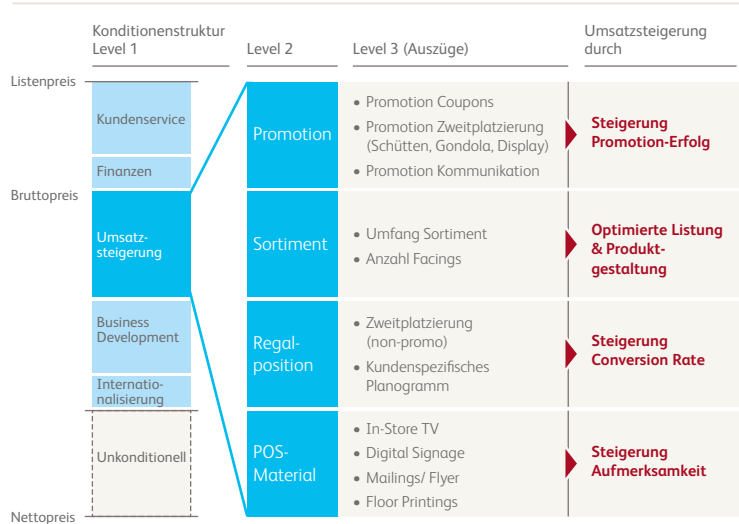 Konditionenstruktur
Level 1
Level 2
Level 3 (Auszüge)
Umsatzsteigerung
durch
Listenpreis
Bruttopreis
Nettopreis
Kundenservice
Finanzen
Umsatz-
steigerung
Business
Development
Internatio-
nalisierung
Unkonditionell
Promotion
• Promotion Coupons
• Promotion Zweitplatzierung
(Schütten, Gondola, Display)
• Promotion Kommunikation
Steigerung
Promotion-Erfolg
Sortiment
• Umfang Sortiment
• Anzahl Facings
Optimierte Listung
& Produkt-
gestaltung
Regal-
position
• Zweitplatzierung
(non-promo)
• Kundenspezifisches
Planogramm
Steigerung
Conversion Rate
POS-
Material
• In-Store TV
• Digital Signage
• Mailings/ Flyer
• Floor Printings
Steigerung
Aufmerksamkeit